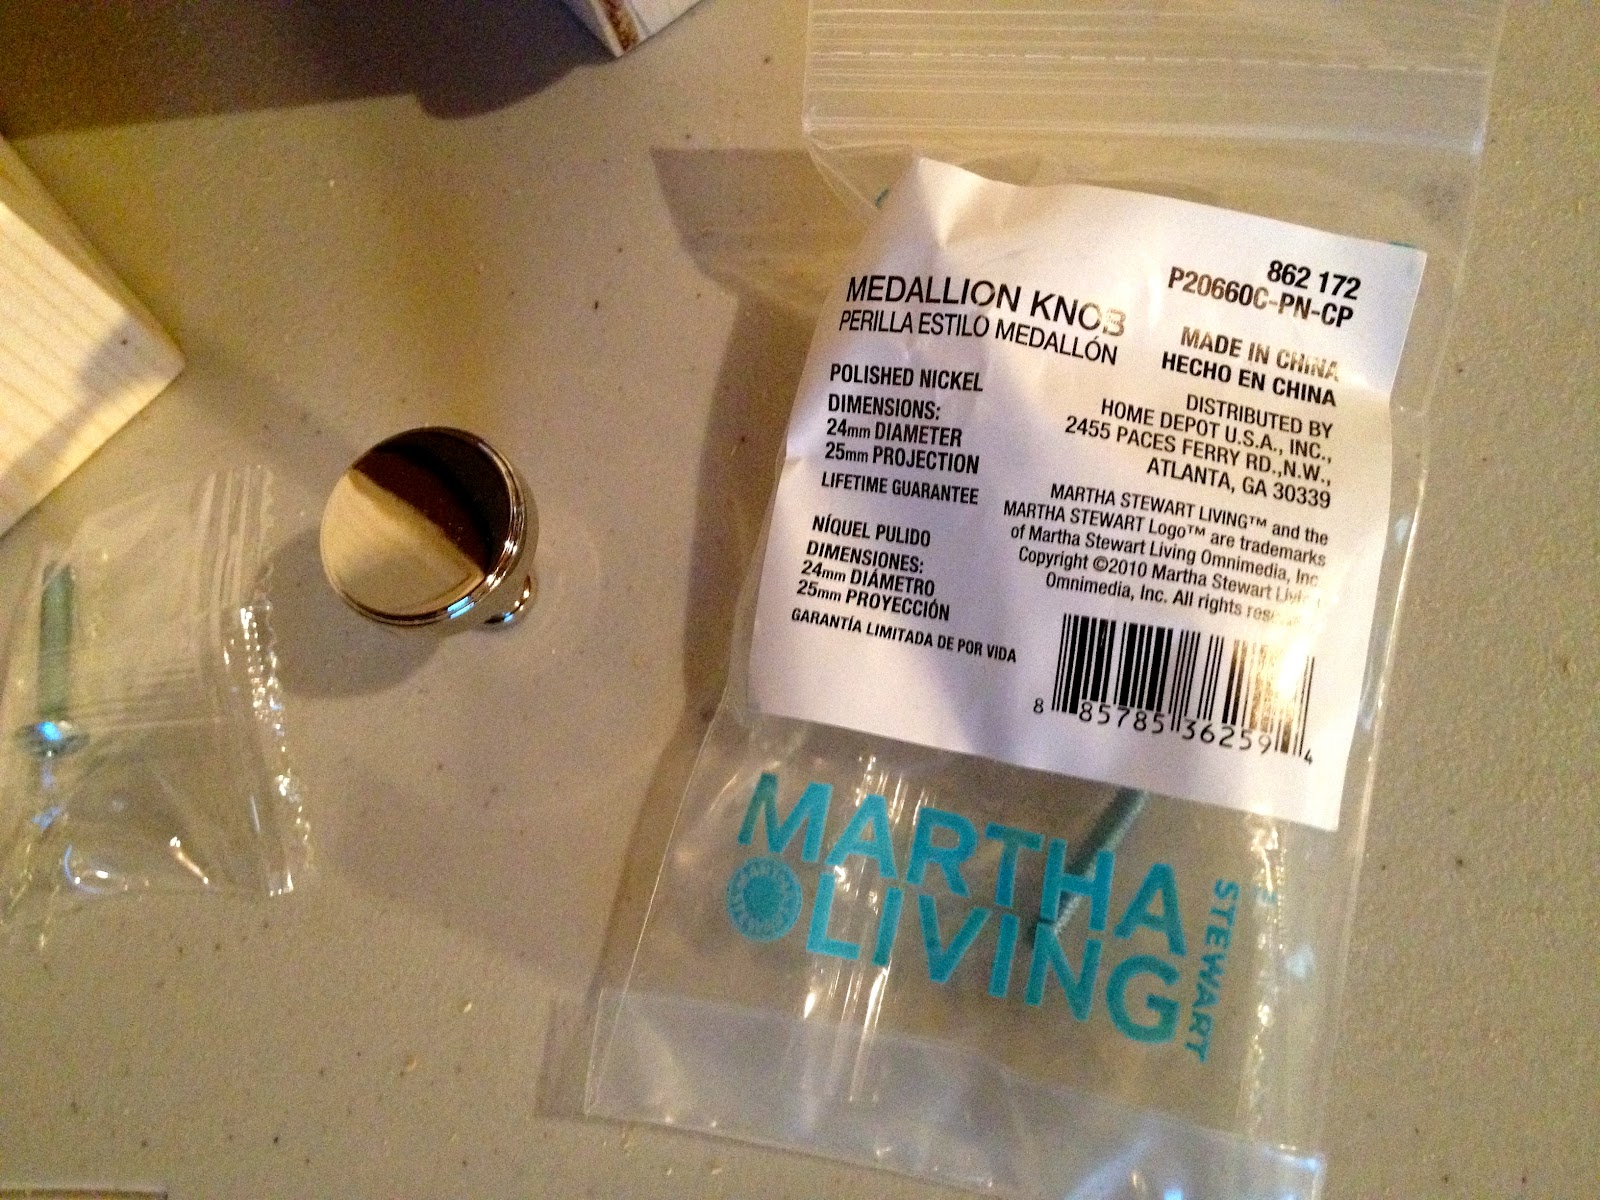 862 172
P20660C-PN-CP
MEDALLION KNOB
PERILLA ESTILO MEDALLÓN
MADE IN CHINA
HECHO EN CHINA
POLISHED NICKEL
DIMENSIONS:
24mm DIAMETER
25mm PROJECTION
LIFETIME GUARANTEE
DISTRIBUTED BY
HOME DEPOT U.S.A., INC.,
2455 PACES FERRY RD.,N.W.,
ATLANTA, GA 30339
MARTHA STEWART LIVING™ and the
MARTHA STEWART Logo™ are trademarks
of Martha Stewart Living Omnimedia, Inc
Copyright ©2010 Martha Stewart Living
Omnimedia, Inc. All rights
NÍQUEL PULIDO
DIMENSIONES:
24mm DIÁMETRO
25mm PROYECCIÓN
GARANTÍA LIMITADA DE POR VIDA
8 85785 36259 4
MARTHA
STEWART
LIVING